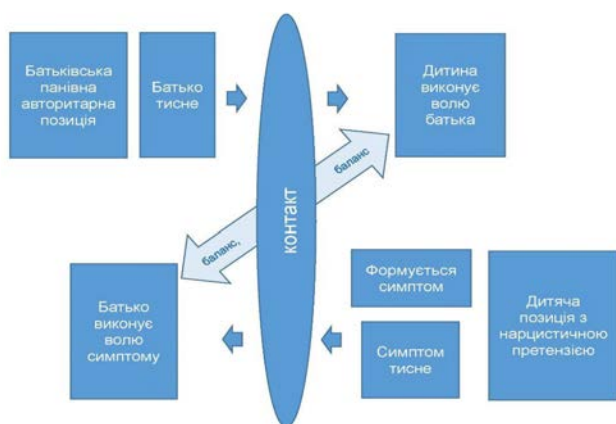 Батьківська
панівна
авторитарна
позиція
Батько
тисне
Дитина
виконує
волю
батька
баланс
контакт
баланс,
Батько
виконує
волю
симптому
Формується
симптом
Симптом
тисне
Дитяча
позиція з
нарцистичною
претензією